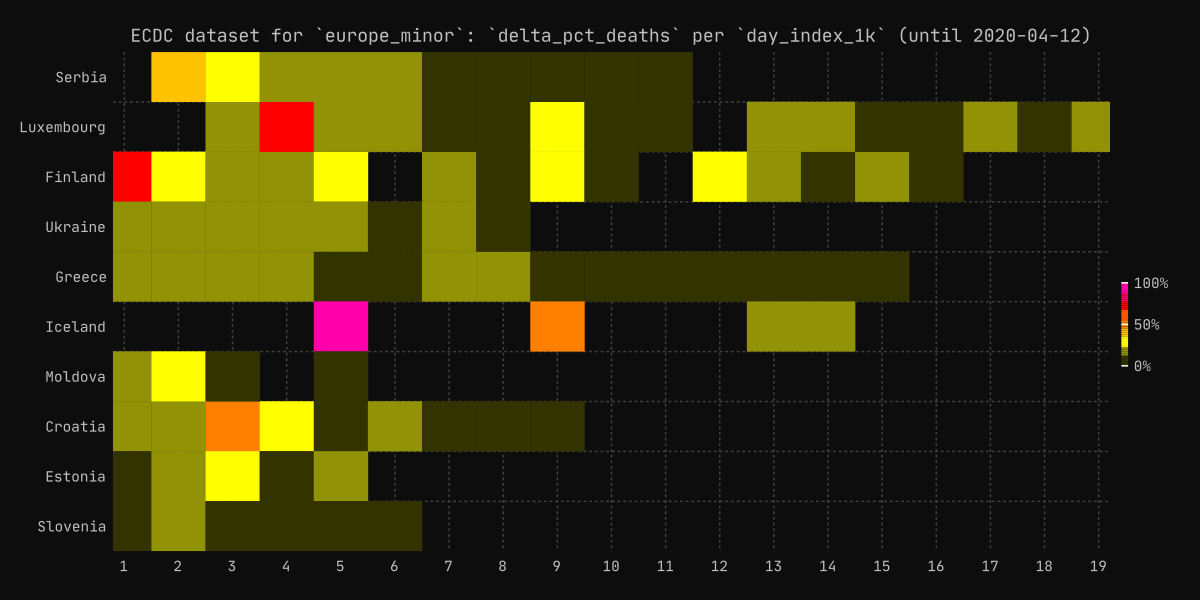 ECDC dataset for `europe_minor`: `delta_pct_deaths` per `day_index_1k` (until 2020-04-12)
Serbia
Luxembourg
Finland
Ukraine
Greece
Iceland
Moldova
Croatia
Estonia
Slovenia
1 2 3 4 5 6 7 8 9 10 11 12 13 14 15 16 17 18 19
100%
50%
0%